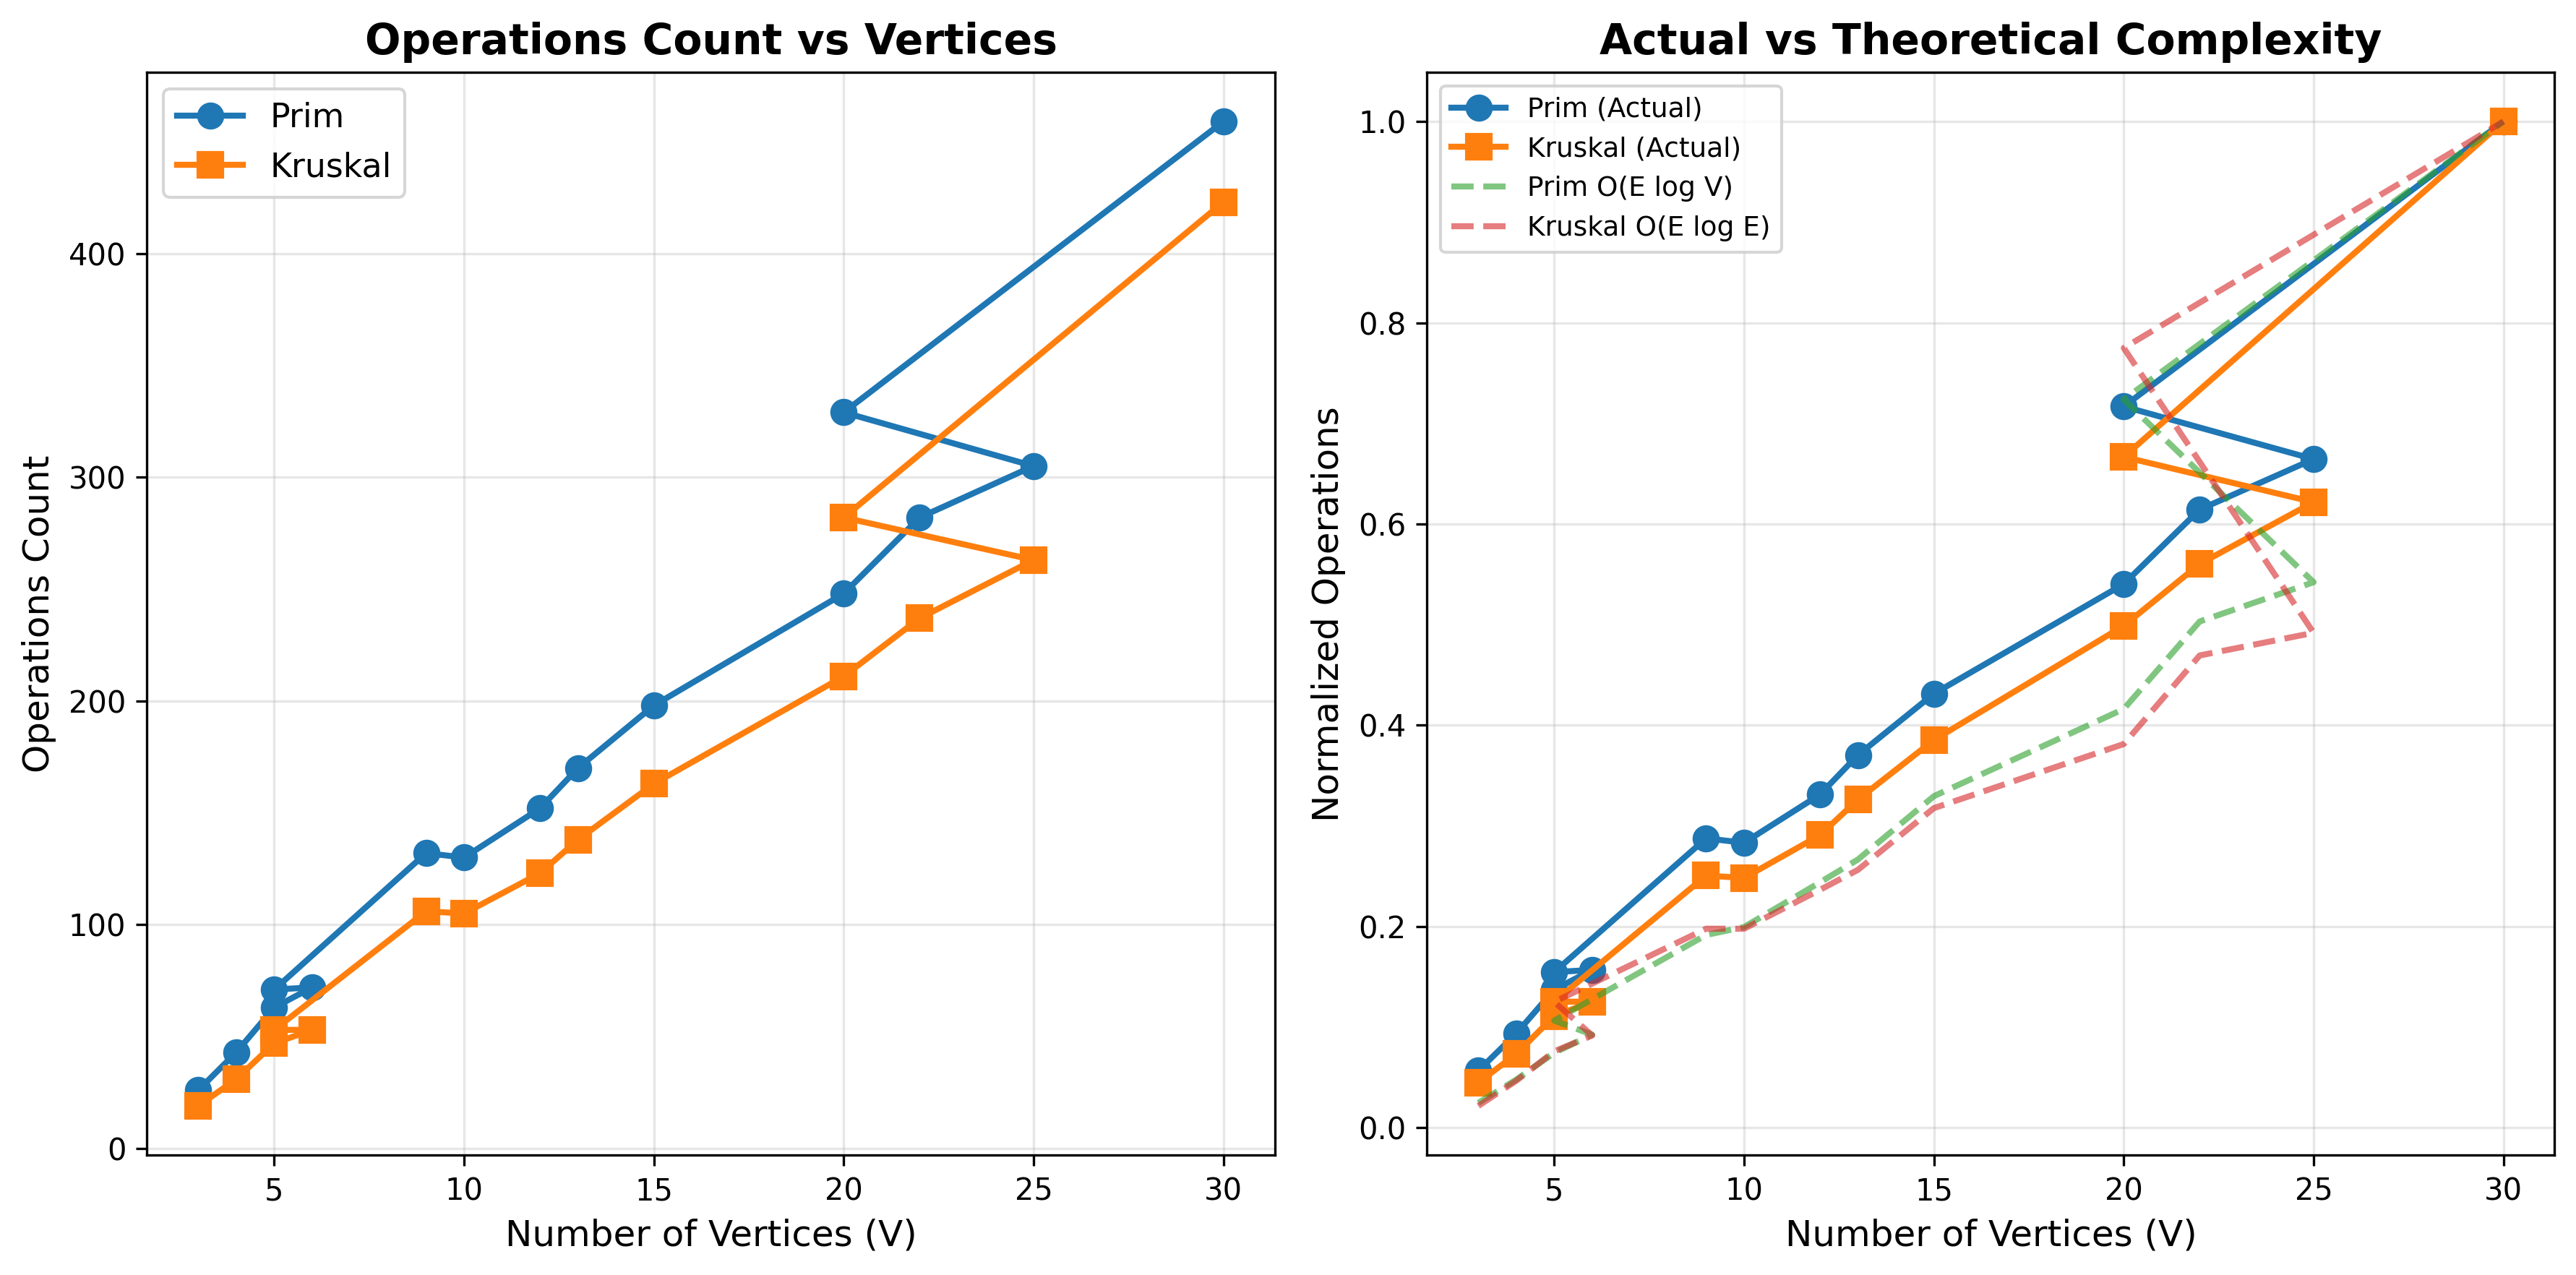 Operations Count vs Vertices
Prim
Kruskal
Operations Count
400
300
200
100
0
5 10 15 20 25 30
Number of Vertices (V)
Actual vs Theoretical Complexity
Prim (Actual)
Kruskal (Actual)
Prim O(E log V)
Kruskal O(E log E)
Normalized Operations
1.0
0.8
0.6
0.4
0.2
0.0
5 10 15 20 25 30
Number of Vertices (V)